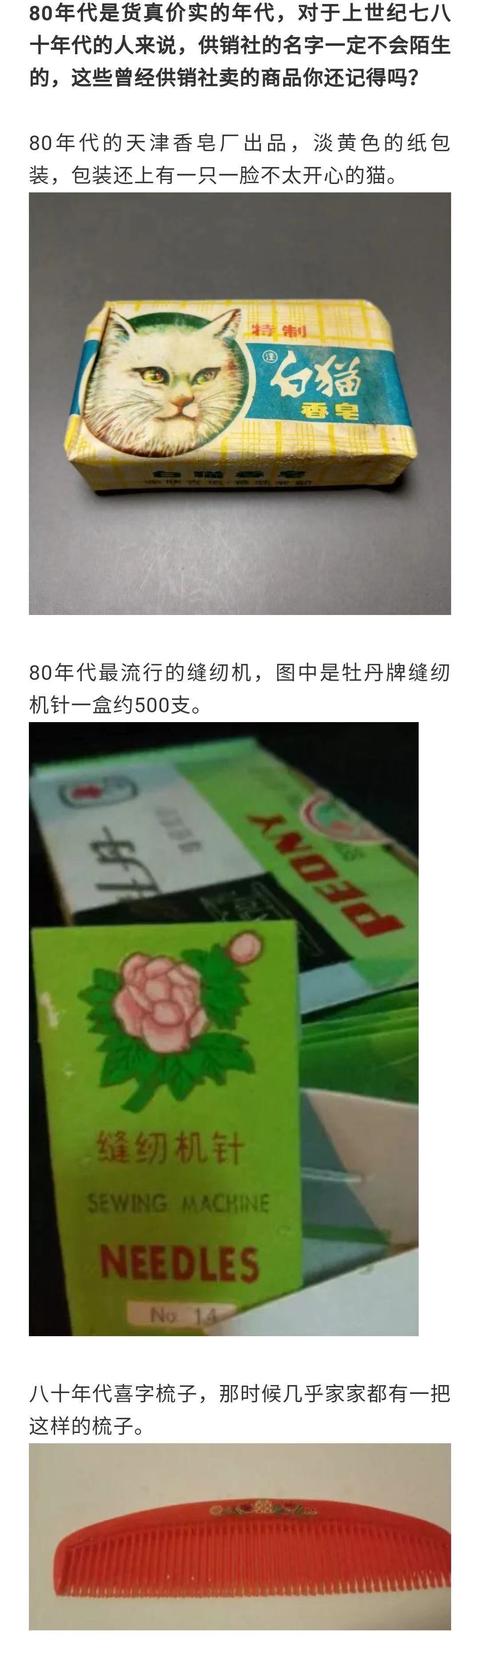 80年代是货真价实的年代，对于上世纪七八
十年代的人来说，供销社的名字一定不会陌生
的，这些曾经供销社卖的商品你还记得吗？
80年代的天津香皂厂出品，淡黄色的纸包
装，包装还上有一只一脸不太开心的猫。
特制
白猫
香皂
白猫香皂
80年代最流行的缝纫机，图中是牡丹牌缝纫
机针一盒约500支。
PEONY
缝纫机针
SEWING MACHINE
NEEDLES
No. 14
八十年代喜字梳子，那时候几乎家家都有一把
这样的梳子。